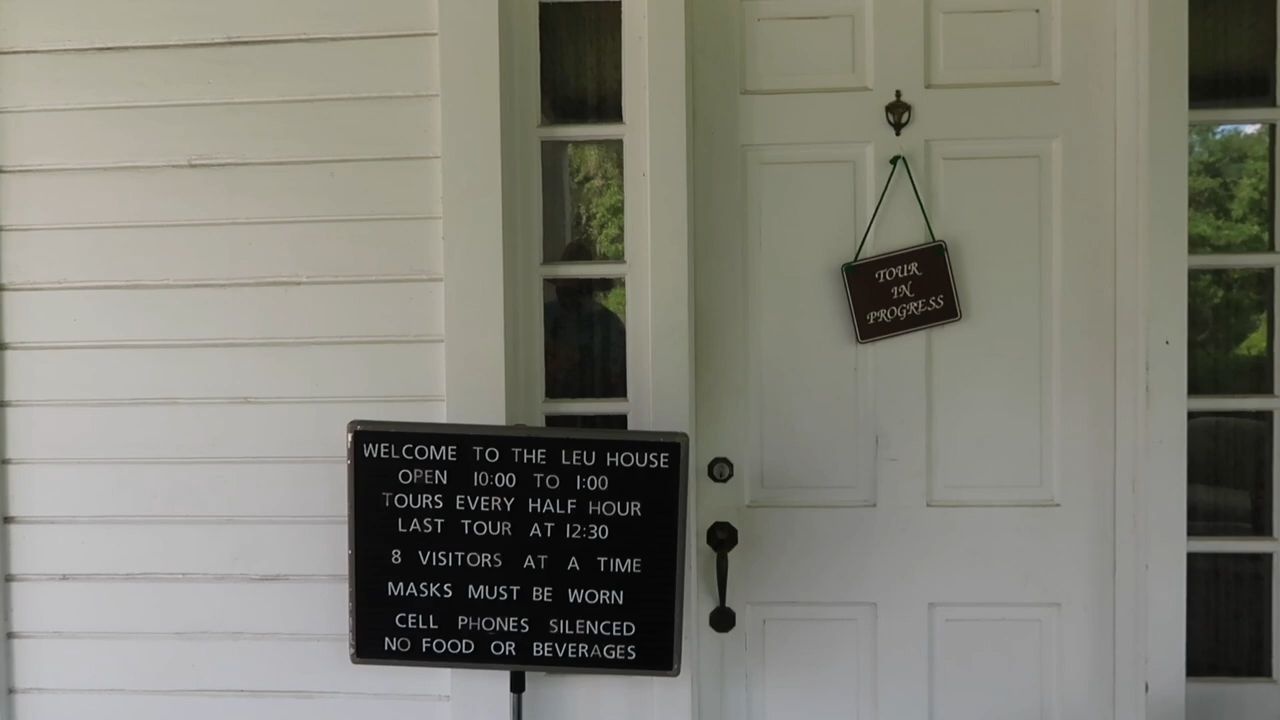 TOUR
IN
PROGRESS
WELCOME TO THE LEU HOUSE
OPEN 10:00 TO 1:00
TOURS EVERY HALF HOUR
LAST TOUR AT 12:30
8 VISITORS AT A TIME
MASKS MUST BE WORN
CELL PHONES SILENCED
NO FOOD OR BEVERAGES